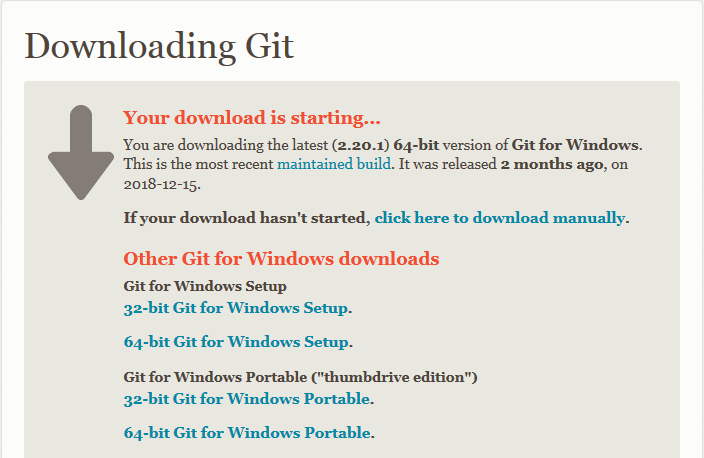 Downloading Git
Your download is starting...
You are downloading the latest (2.20.1) 64-bit version of Git for Windows.
This is the most recent maintained build. It was released 2 months ago, on
2018-12-15.
If your download hasn't started, click here to download manually.
Other Git for Windows downloads
Git for Windows Setup
32-bit Git for Windows Setup.
64-bit Git for Windows Setup.
Git for Windows Portable ("thumbdrive edition")
32-bit Git for Windows Portable.
64-bit Git for Windows Portable.